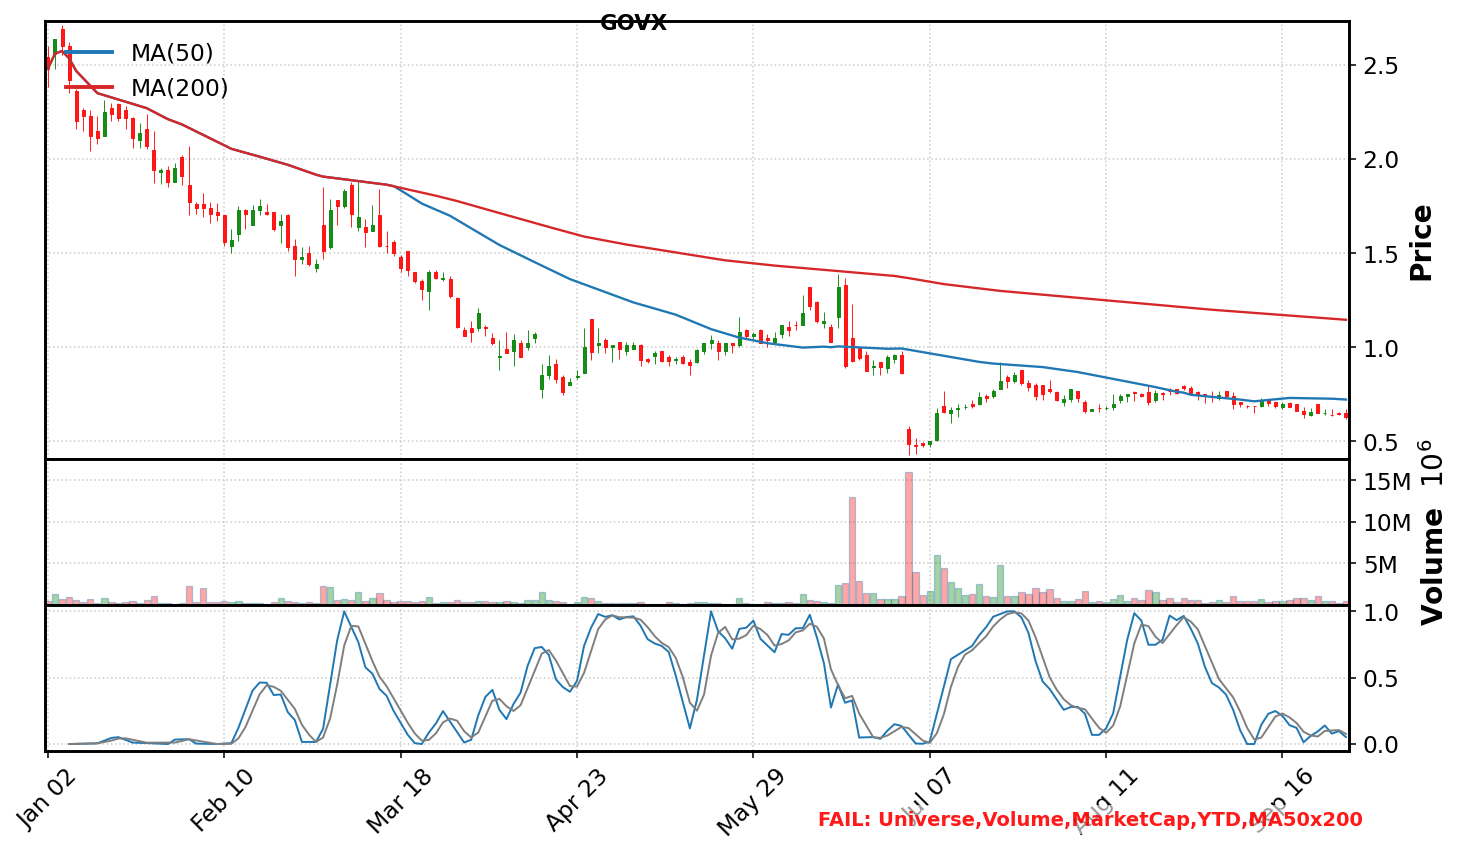 GOVX
MA(50)
MA(200)
2.5
2.0
1.5
1.0
0.5
Price
15M
10M
5M
Volume 10⁶
1.0
0.5
0.0
Jan 02
Feb 10
Mar 18
Apr 23
May 29
Jul 07
Aug 11
Sep 16
FAIL: Universe,Volume,MarketCap,YTD,MA50x200